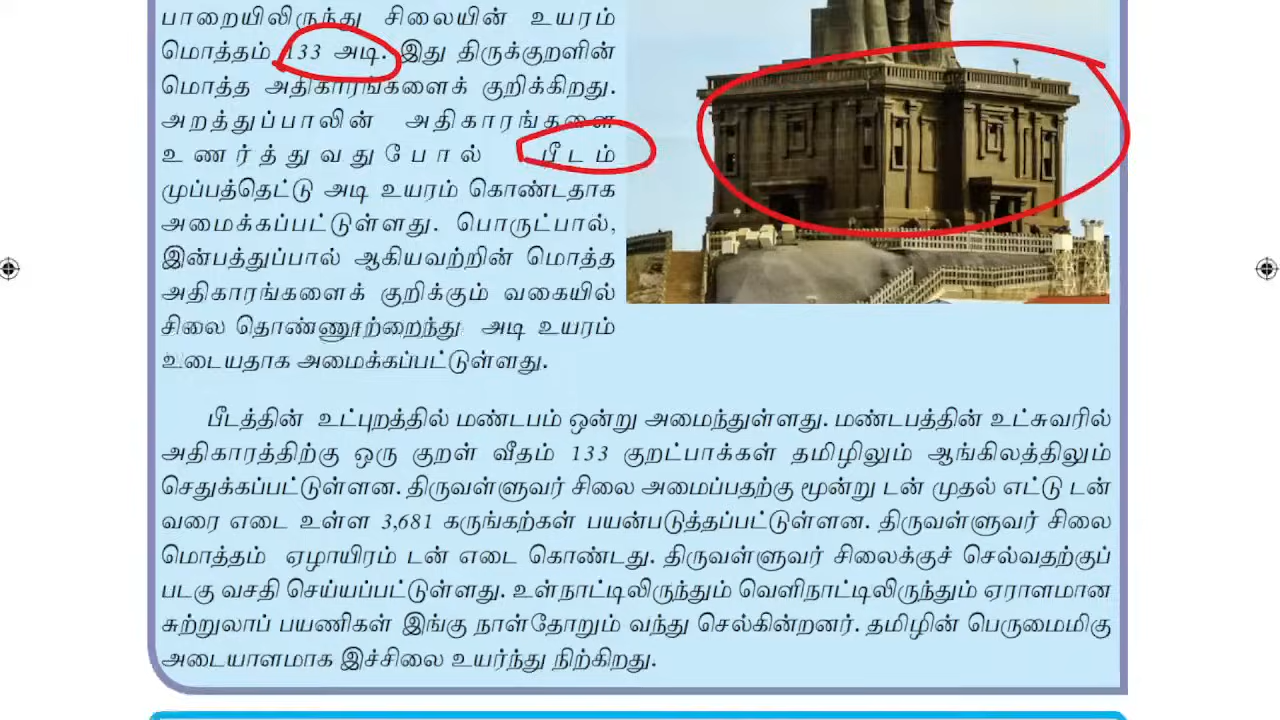 பாறையிலிருந்து சிலையின் உயரம்
மொத்தம் 133 அடி. இது திருக்குறளின்
மொத்த அதிகாரங்களைக் குறிக்கிறது.
அறத்துப்பாலின் அதிகாரங்களை
உணர்த்துவதுபோல் பீடம்
முப்பத்தெட்டு அடி உயரம் கொண்டதாக
அமைக்கப்பட்டுள்ளது. பொருட்பால்,
இன்பத்துப்பால் ஆகியவற்றின் மொத்த
அதிகாரங்களைக் குறிக்கும் வகையில்
சிலை தொண்ணூற்றைந்து அடி உயரம்
உடையதாக அமைக்கப்பட்டுள்ளது.
பீடத்தின் உட்புறத்தில் மண்டபம் ஒன்று அமைந்துள்ளது. மண்டபத்தின் உட்சுவரில்
அதிகாரத்திற்கு ஒரு குறள் வீதம் 133 குறட்பாக்கள் தமிழிலும் ஆங்கிலத்திலும்
செதுக்கப்பட்டுள்ளன. திருவள்ளுவர் சிலை அமைப்பதற்கு மூன்று டன் முதல் எட்டு டன்
வரை எடை உள்ள 3,681 கருங்கற்கள் பயன்படுத்தப்பட்டுள்ளன. திருவள்ளுவர் சிலை
மொத்தம் ஏழாயிரம் டன் எடை கொண்டது. திருவள்ளுவர் சிலைக்குச் செல்வதற்குப்
படகு வசதி செய்யப்பட்டுள்ளது. உள்நாட்டிலிருந்தும் வெளிநாட்டிலிருந்தும் ஏராளமான
சுற்றுலாப் பயணிகள் இங்கு நாள்தோறும் வந்து செல்கின்றனர். தமிழின் பெருமைமிகு
அடையாளமாக இச்சிலை உயர்ந்து நிற்கிறது.